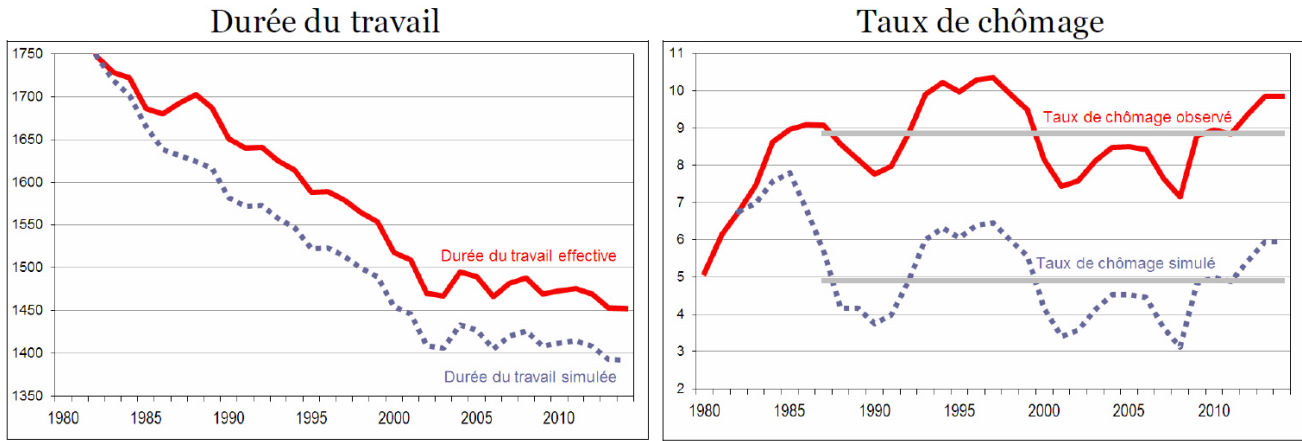 Durée du travail
1750
1700
1650
1600
1550
1500
1450
1400
1350
Durée du travail effective
Durée du travail simulée
1980 1985 1990 1995 2000 2005 2010
Taux de chômage
11
10
9
8
7
6
5
4
3
2
Taux de chômage observé
Taux de chômage simulé
1980 1985 1990 1995 2000 2005 2010